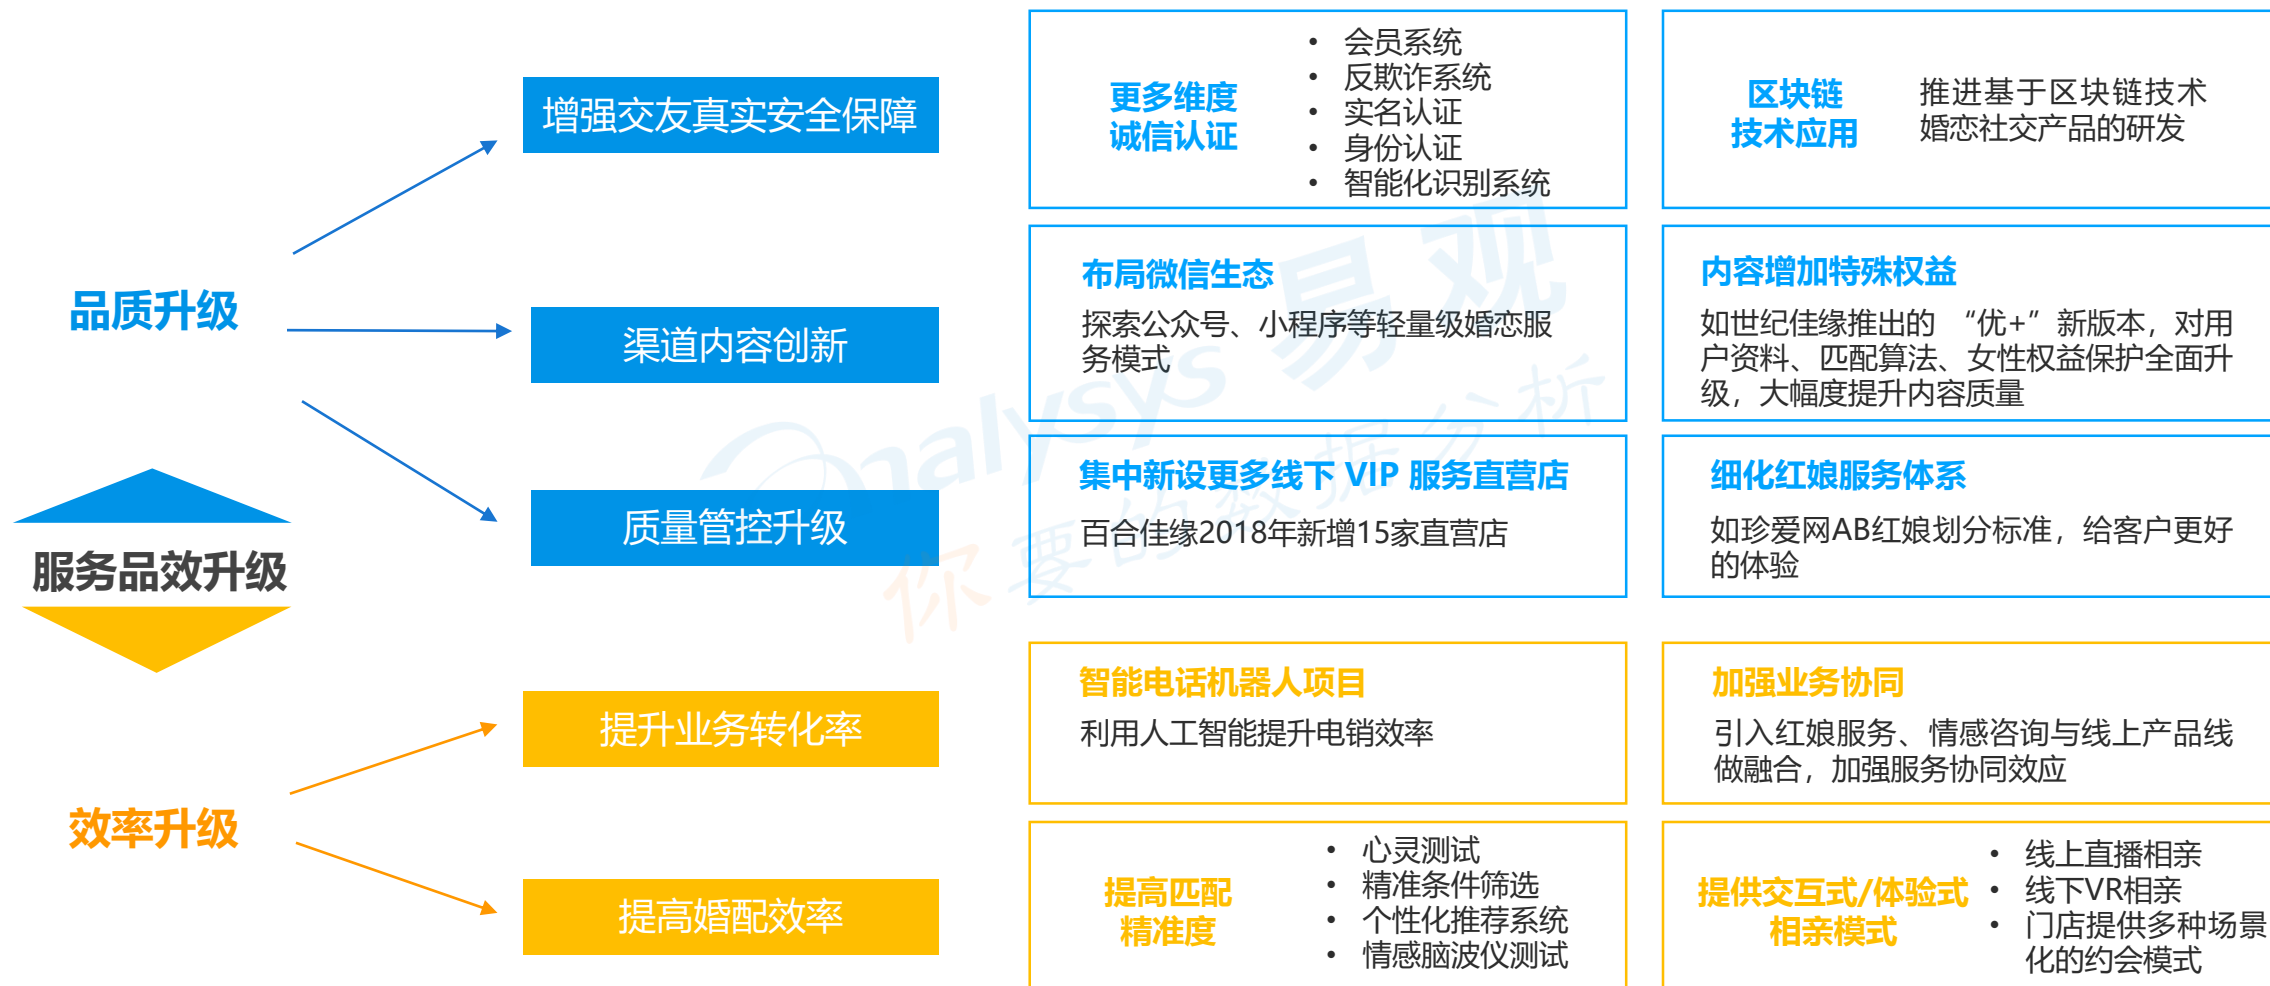 品质升级
服务品效升级
效率升级
增强交友真实安全保障
更多维度
诚信认证
• 会员系统
• 反欺诈系统
• 实名认证
• 身份认证
• 智能化识别系统
区块链
技术应用
推进基于区块链技术
婚恋社交产品的研发
渠道内容创新
布局微信生态
探索公众号、小程序等轻量级婚恋服
务模式
内容增加特殊权益
如世纪佳缘推出的 “优+”新版本，对用
户资料、匹配算法、女性权益保护全面升
级，大幅度提升内容质量
质量管控升级
集中新设更多线下 VIP 服务直营店
百合佳缘2018年新增15家直营店
细化红娘服务体系
如珍爱网AB红娘划分标准，给客户更好
的体验
提升业务转化率
智能电话机器人项目
利用人工智能提升电销效率
加强业务协同
引入红娘服务、情感咨询与线上产品线
做融合，加强服务协同效应
提高婚配效率
提高匹配
精准度
• 心灵测试
• 精准条件筛选
• 个性化推荐系统
• 情感脑波仪测试
提供交互式/体验式
相亲模式
• 线上直播相亲
• 线下VR相亲
• 门店提供多种场景
化的约会模式
analysys 易观
你要的数据分析